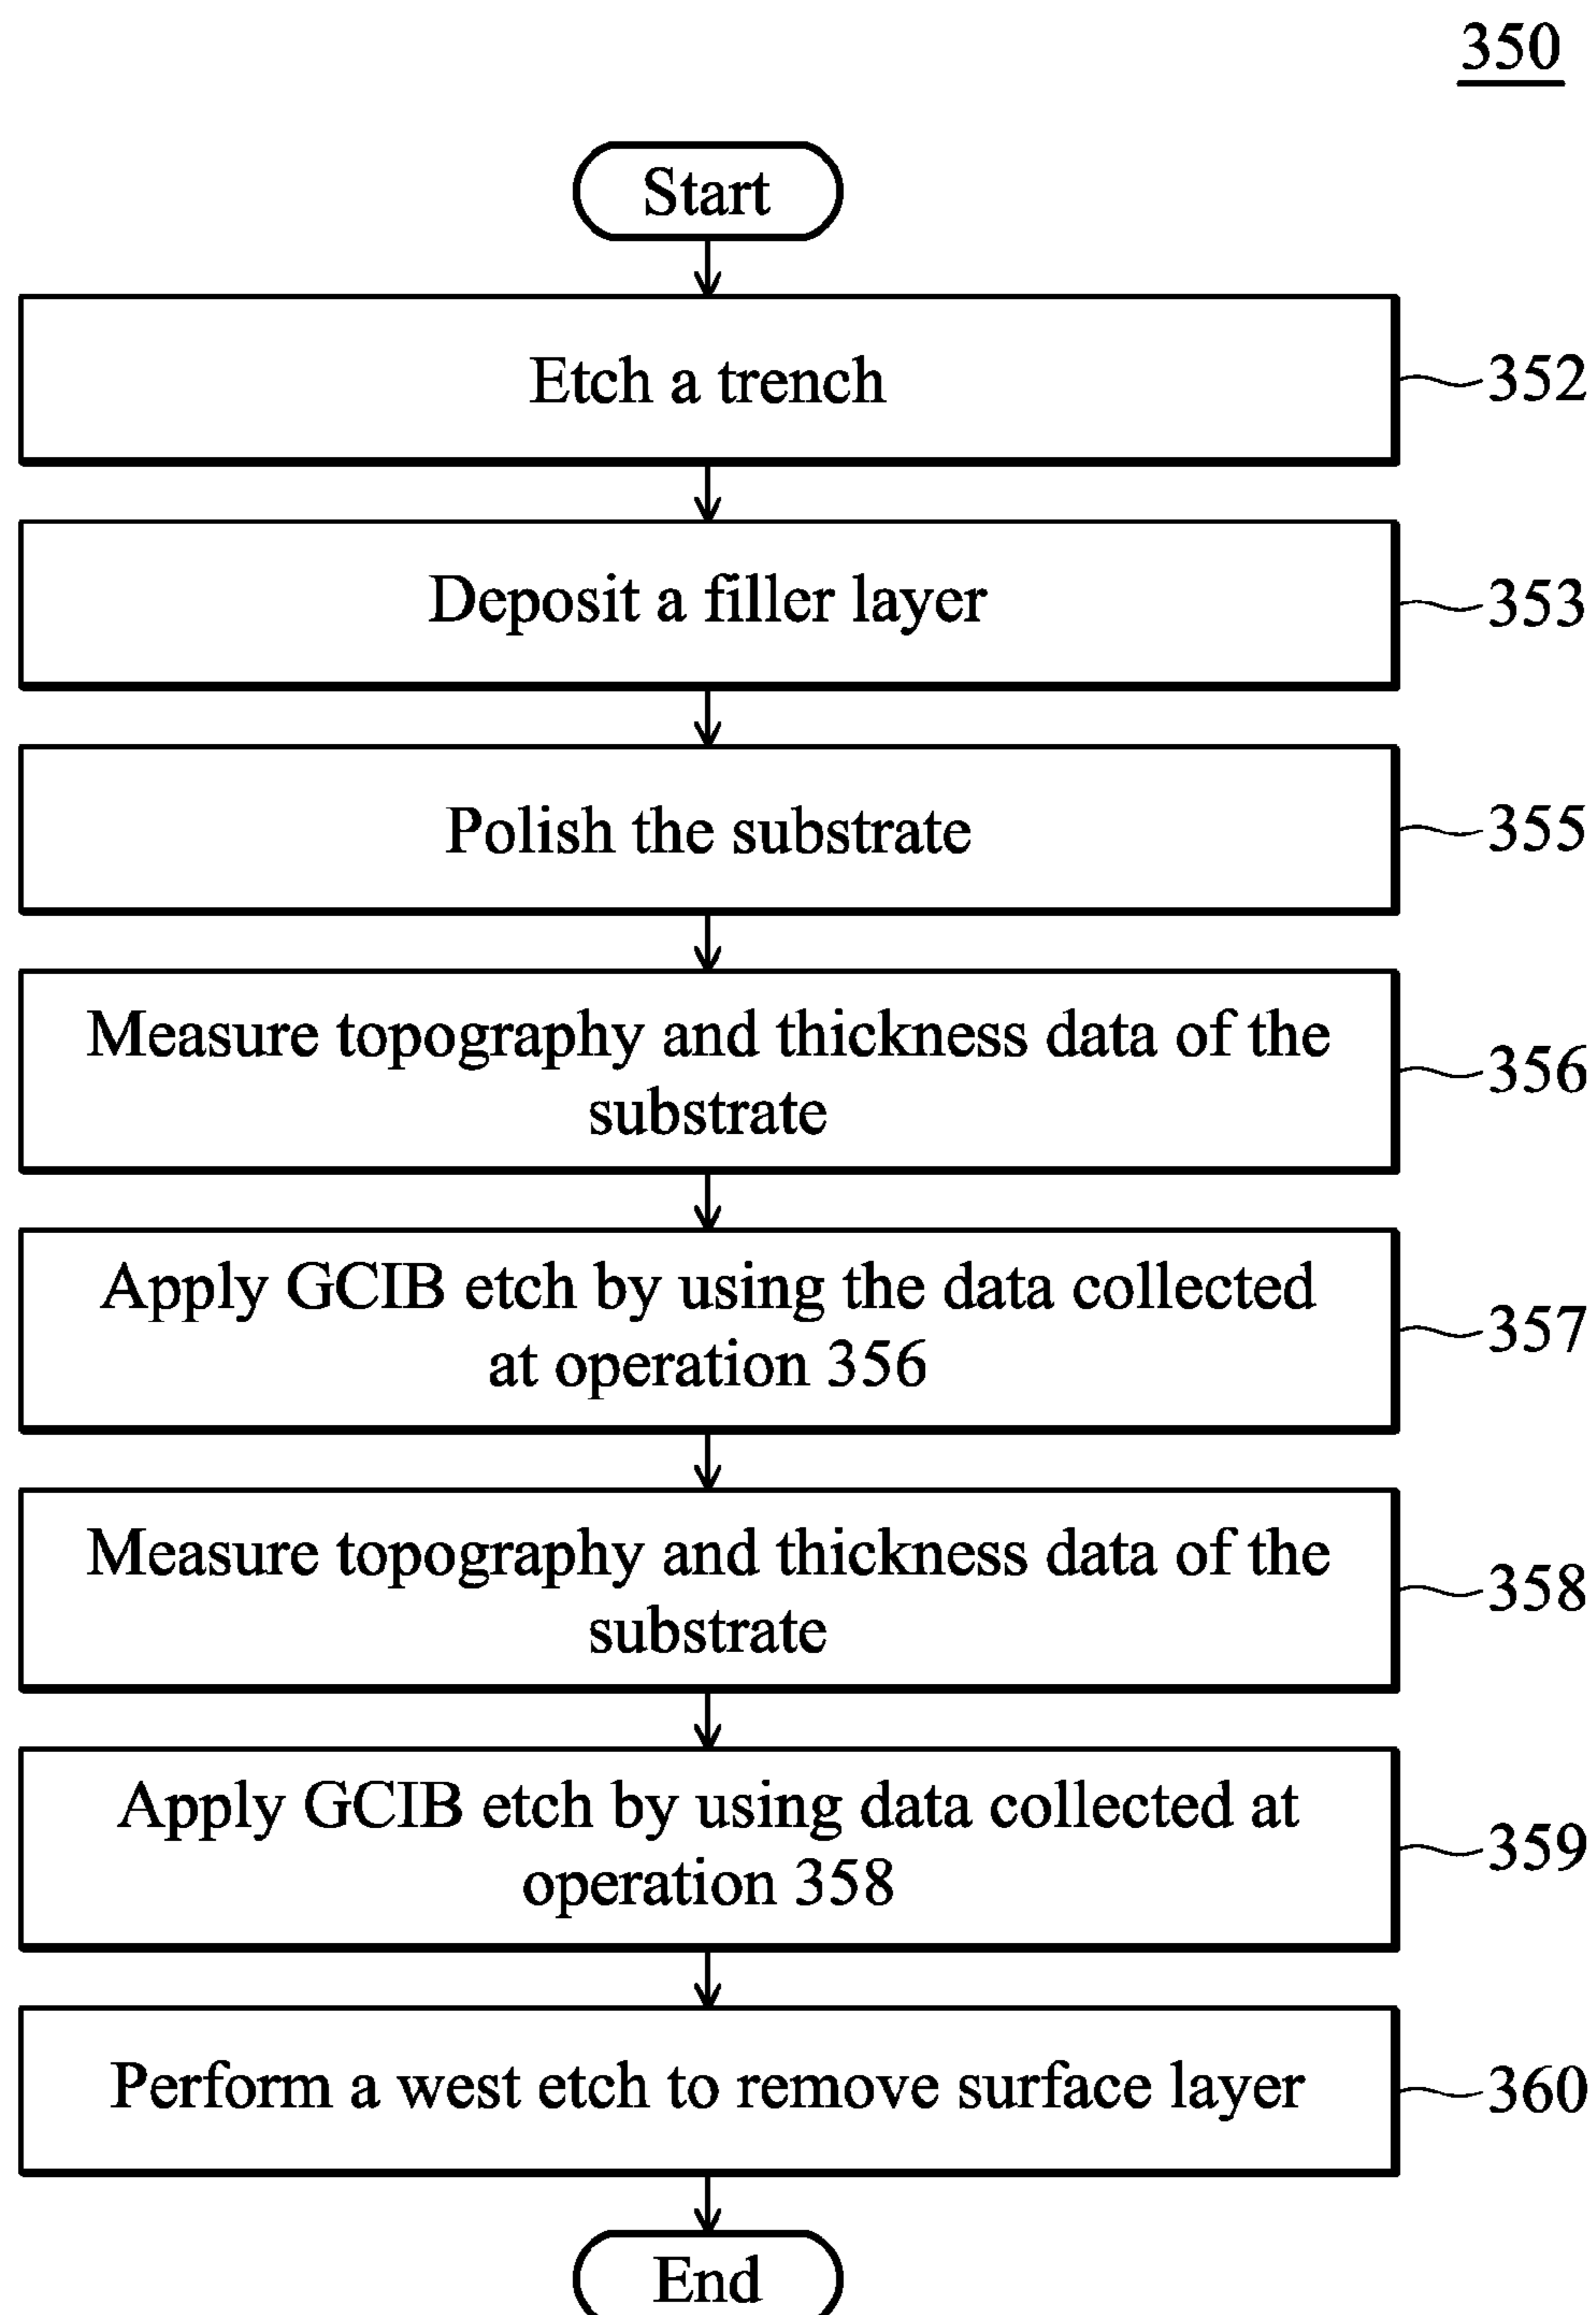 350
Start
Etch a trench
352
Deposit a filler layer
353
Polish the substrate
355
Measure topography and thickness data of the
substrate
356
Apply GCIB etch by using the data collected
at operation 356
357
Measure topography and thickness data of the
substrate
358
Apply GCIB etch by using data collected at
operation 358
359
Perform a west etch to remove surface layer
360
End